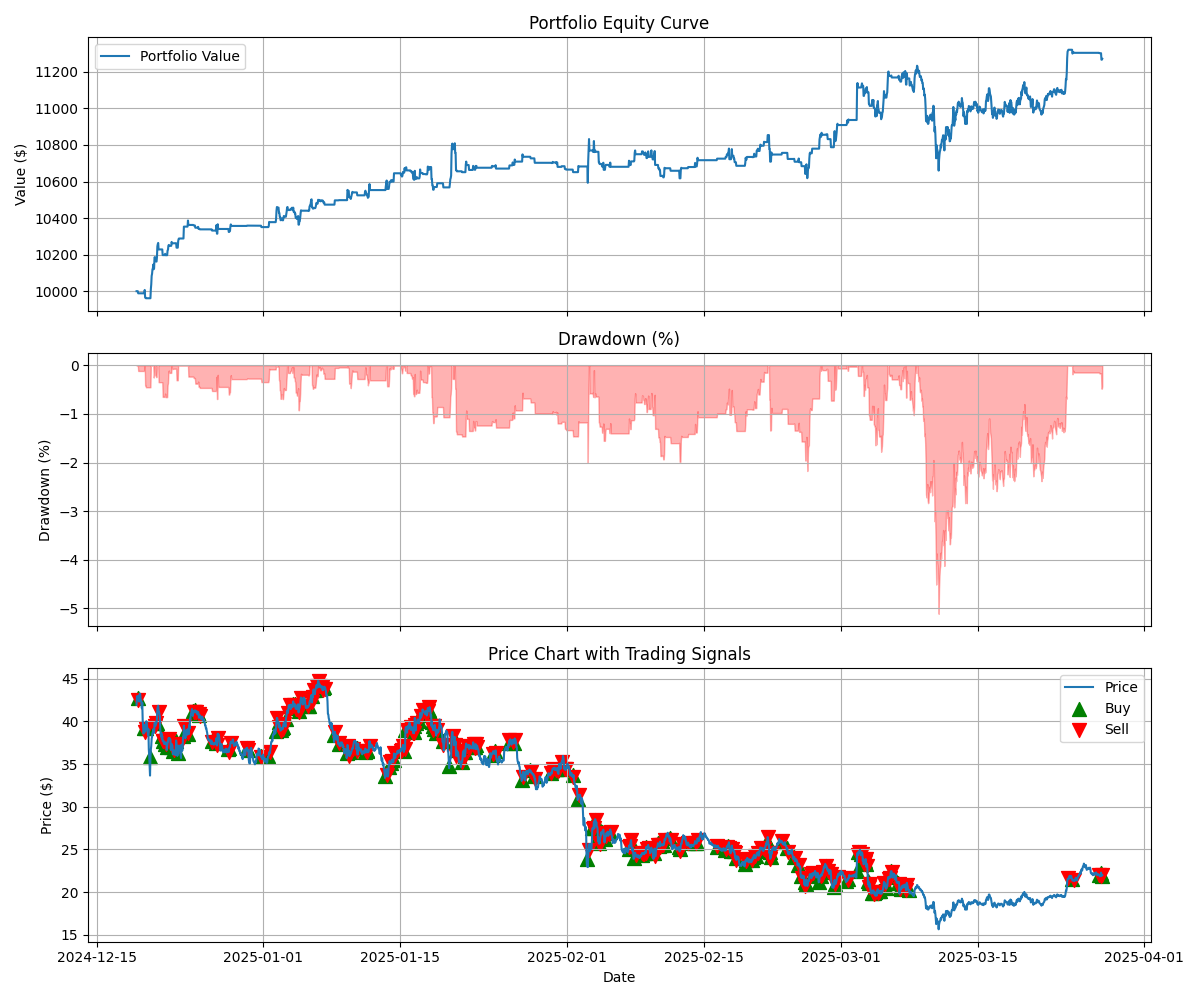 Portfolio Equity Curve
Portfolio Value
11200
11000
10800
10600
10400
10200
10000
Value ($)
Drawdown (%)
0
−1
−2
−3
−4
−5
Drawdown (%)
Price Chart with Trading Signals
Price
Buy
Sell
45
40
35
30
25
20
15
Price ($)
2024-12-15
2025-01-01
2025-01-15
2025-02-01
2025-02-15
2025-03-01
2025-03-15
2025-04-01
Date